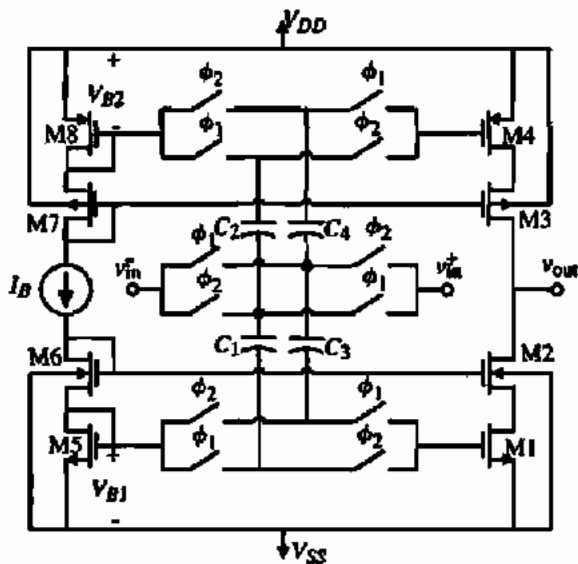 V_DD
+
ϕ2
ϕ1
V_B2
M8
-
ϕ1
ϕ2
M4
M7
M3
C2
C4
ϕ1
ϕ2
v_in^-
v_in^+
v_out
ϕ2
ϕ1
I_B
C1
C3
M6
M2
ϕ2
ϕ1
M5
ϕ1
ϕ2
M1
+
V_B1
-
V_SS